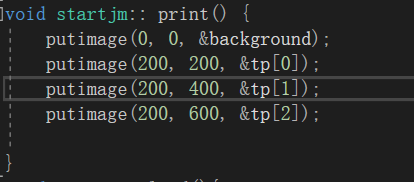 void startjm:: print() {
putimage(0, 0, &background);
putimage(200, 200, &tp[0]);
putimage(200, 400, &tp[1]);
putimage(200, 600, &tp[2]);
}